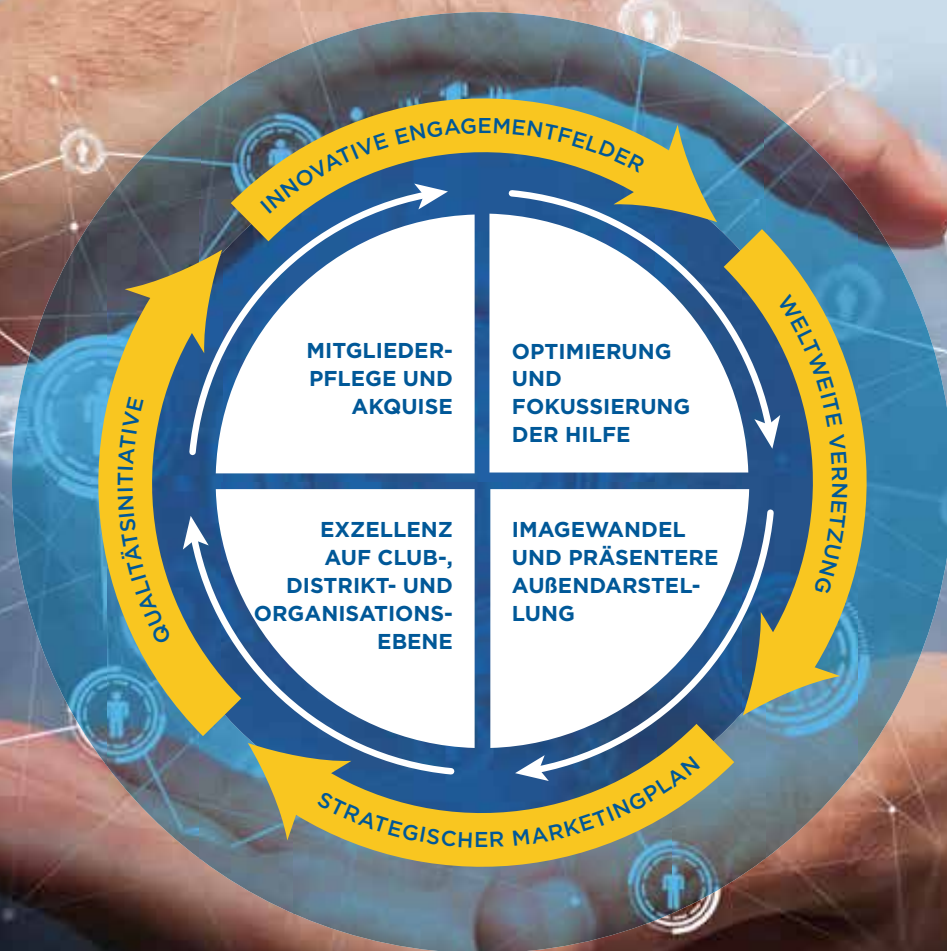 INNOVATIVE ENGAGEMENTFELDER
WELTWEITE VERNETZUNG
STRATEGISCHER MARKETINGPLAN
QUALITÄTSINITIATIVE
MITGLIEDER-
PFLEGE UND
AKQUISE
OPTIMIERUNG
UND
FOKUSSIERUNG
DER HILFE
EXZELLENZ
AUF CLUB-,
DISTRIKT- UND
ORGANISATIONS-
EBENE
IMAGEWANDEL
UND PRÄSENTERE
AUßENDARSTEL-
LUNG